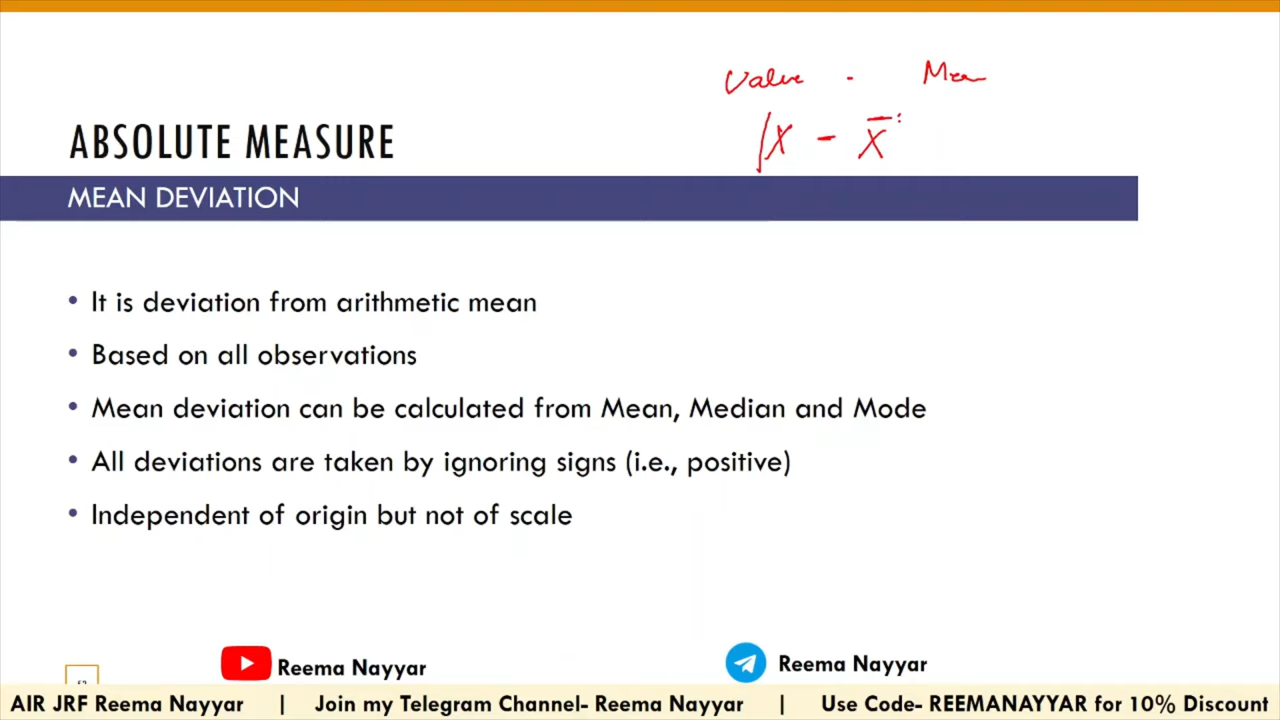 Value - Mean
|X - X̄
ABSOLUTE MEASURE
MEAN DEVIATION
• It is deviation from arithmetic mean
• Based on all observations
• Mean deviation can be calculated from Mean, Median and Mode
• All deviations are taken by ignoring signs (i.e., positive)
• Independent of origin but not of scale
Reema Nayyar
Reema Nayyar
AIR JRF Reema Nayyar | Join my Telegram Channel- Reema Nayyar | Use Code- REEMANAYYAR for 10% Discount